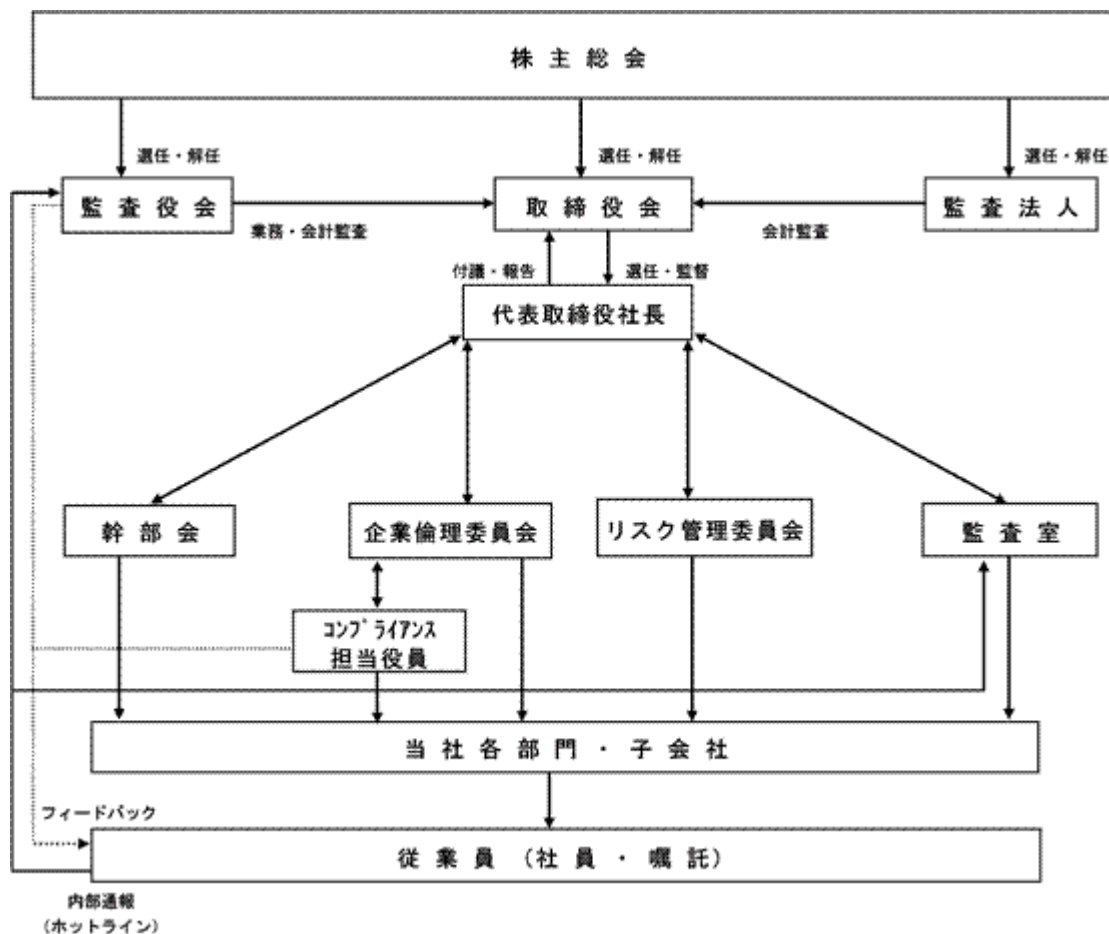 株主総会
選任・解任
選任・解任
選任・解任
監査役会
取締役会
監査法人
業務・会計監査
会計監査
付議・報告
選任・監督
代表取締役社長
幹部会
企業倫理委員会
リスク管理委員会
監査室
ｺﾝﾌﾟﾗｲｱﾝｽ
担当役員
当社各部門・子会社
フィードバック
従業員（社員・嘱託）
内部通報
（ホットライン）